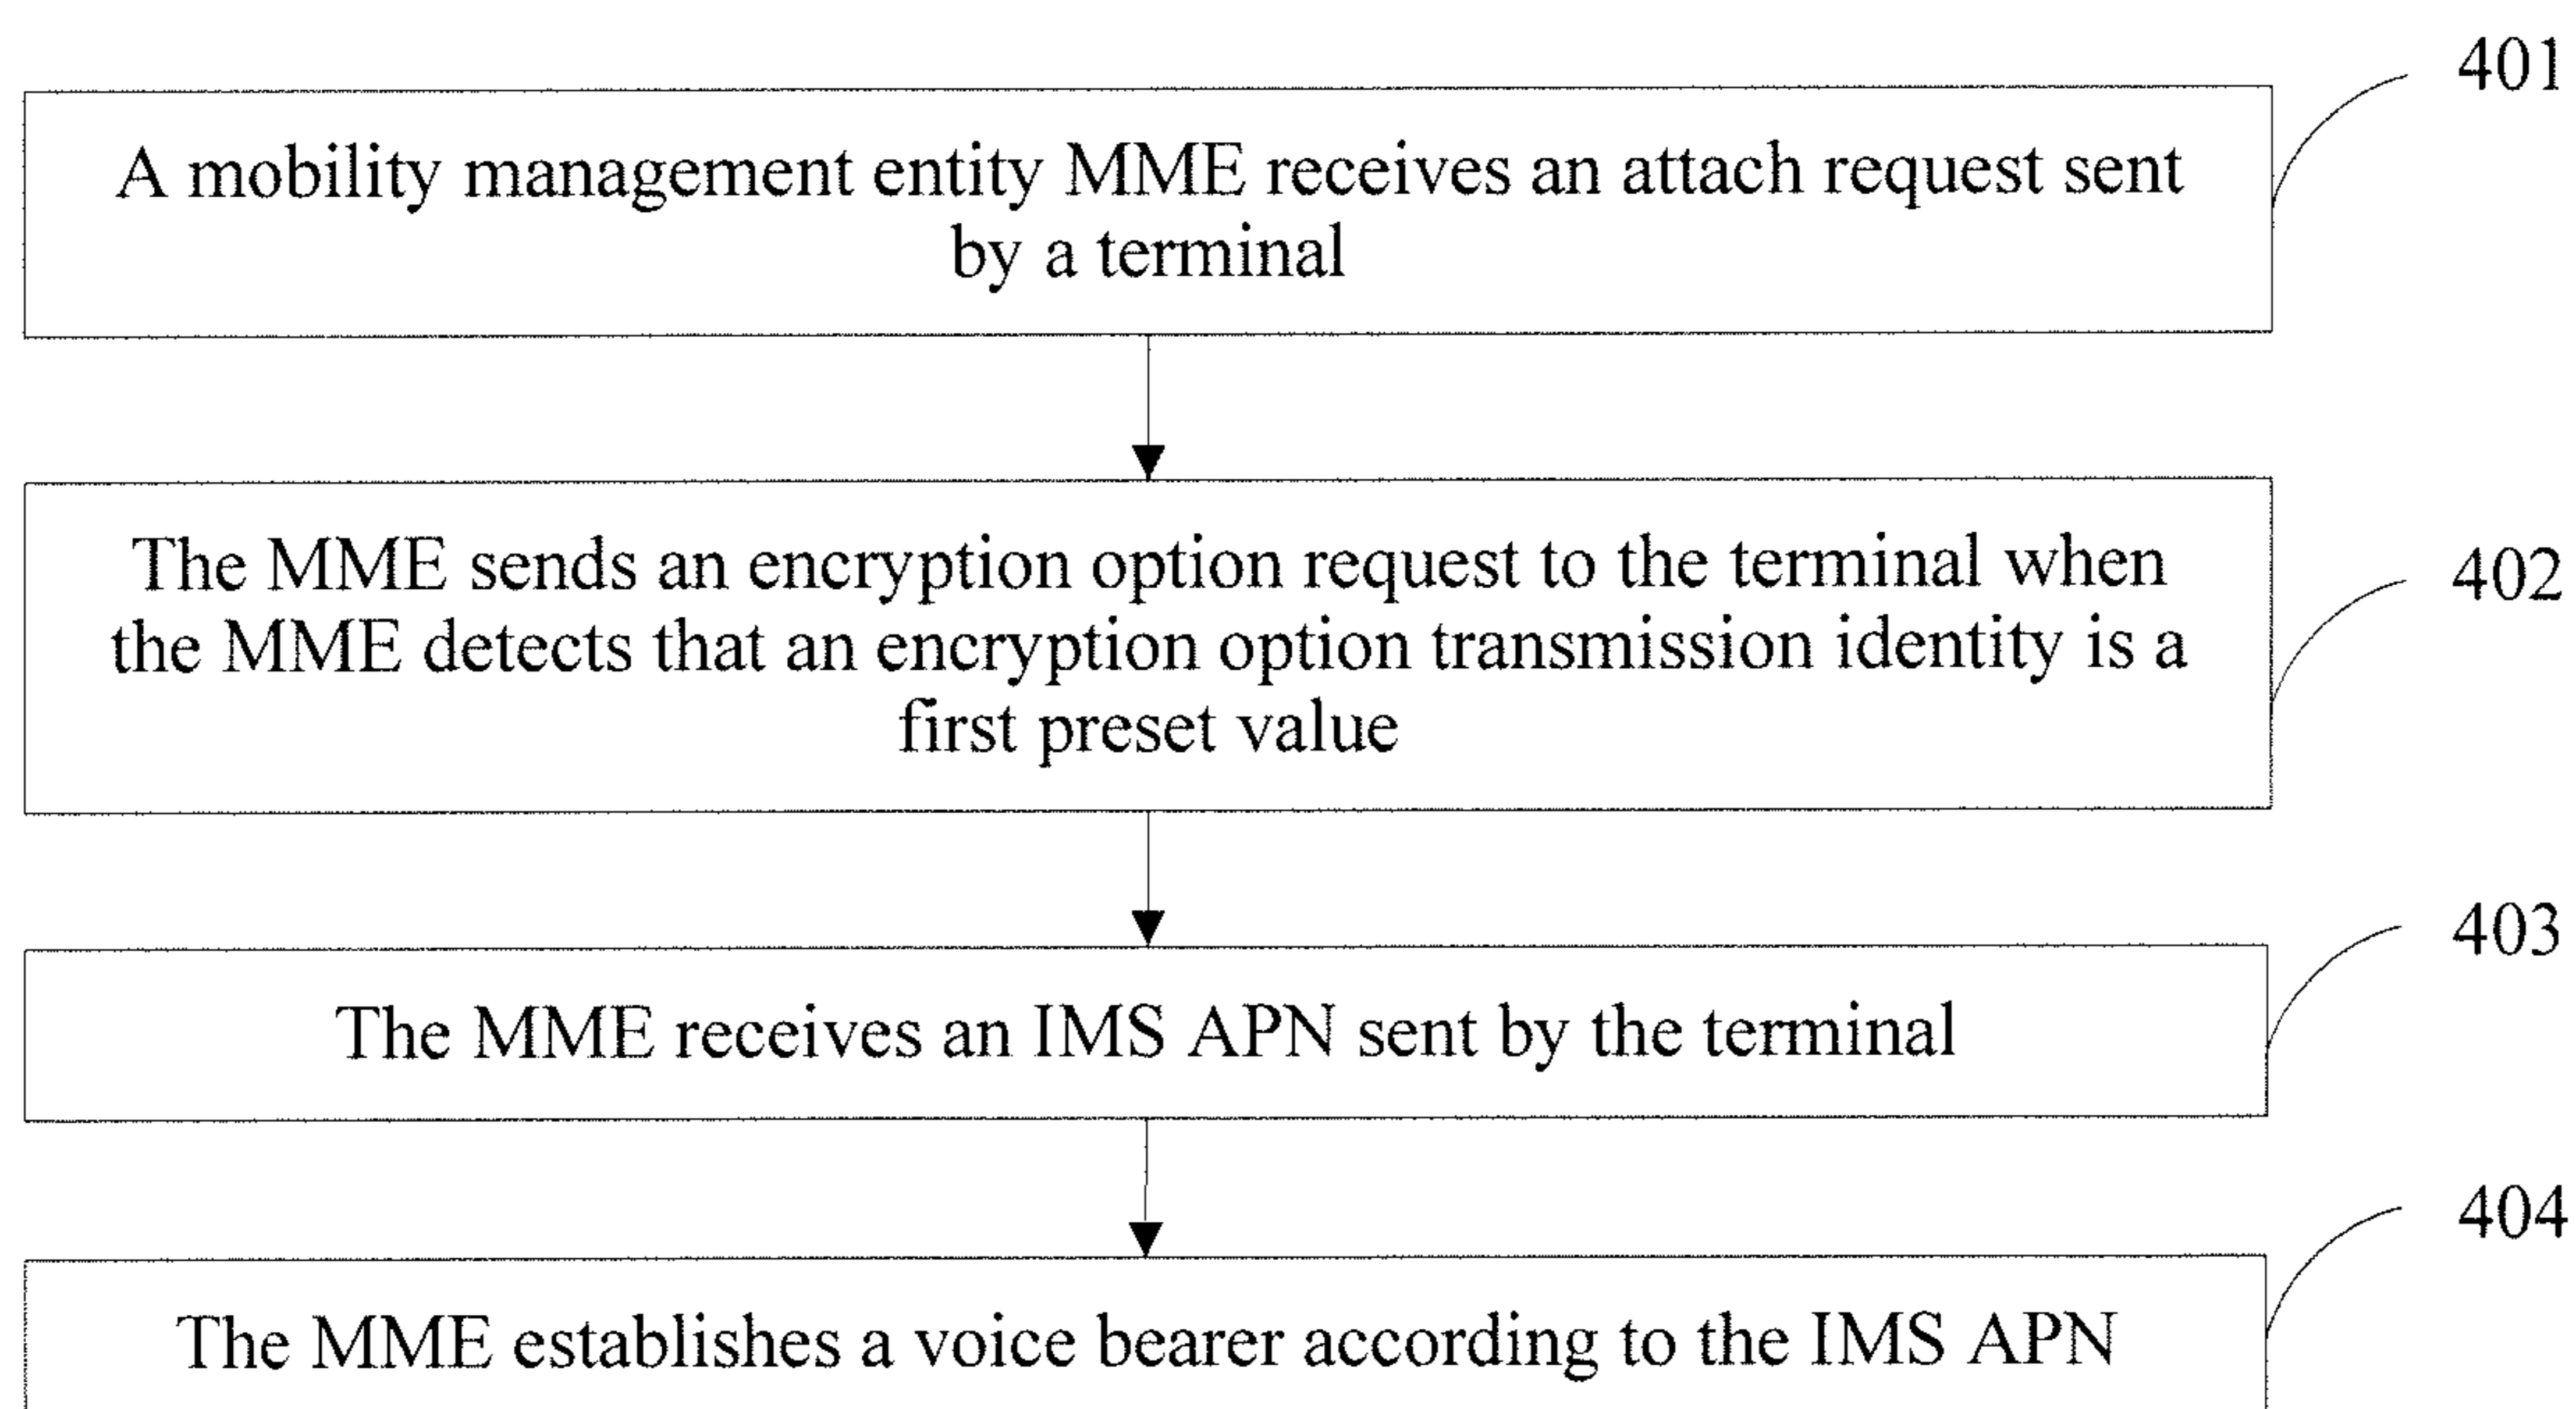 401
A mobility management entity MME receives an attach request sent
by a terminal
The MME sends an encryption option request to the terminal when
the MME detects that an encryption option transmission identity is a
first preset value
402
403
The MME receives an IMS APN sent by the terminal
404
The MME establishes a voice bearer according to the IMS APN